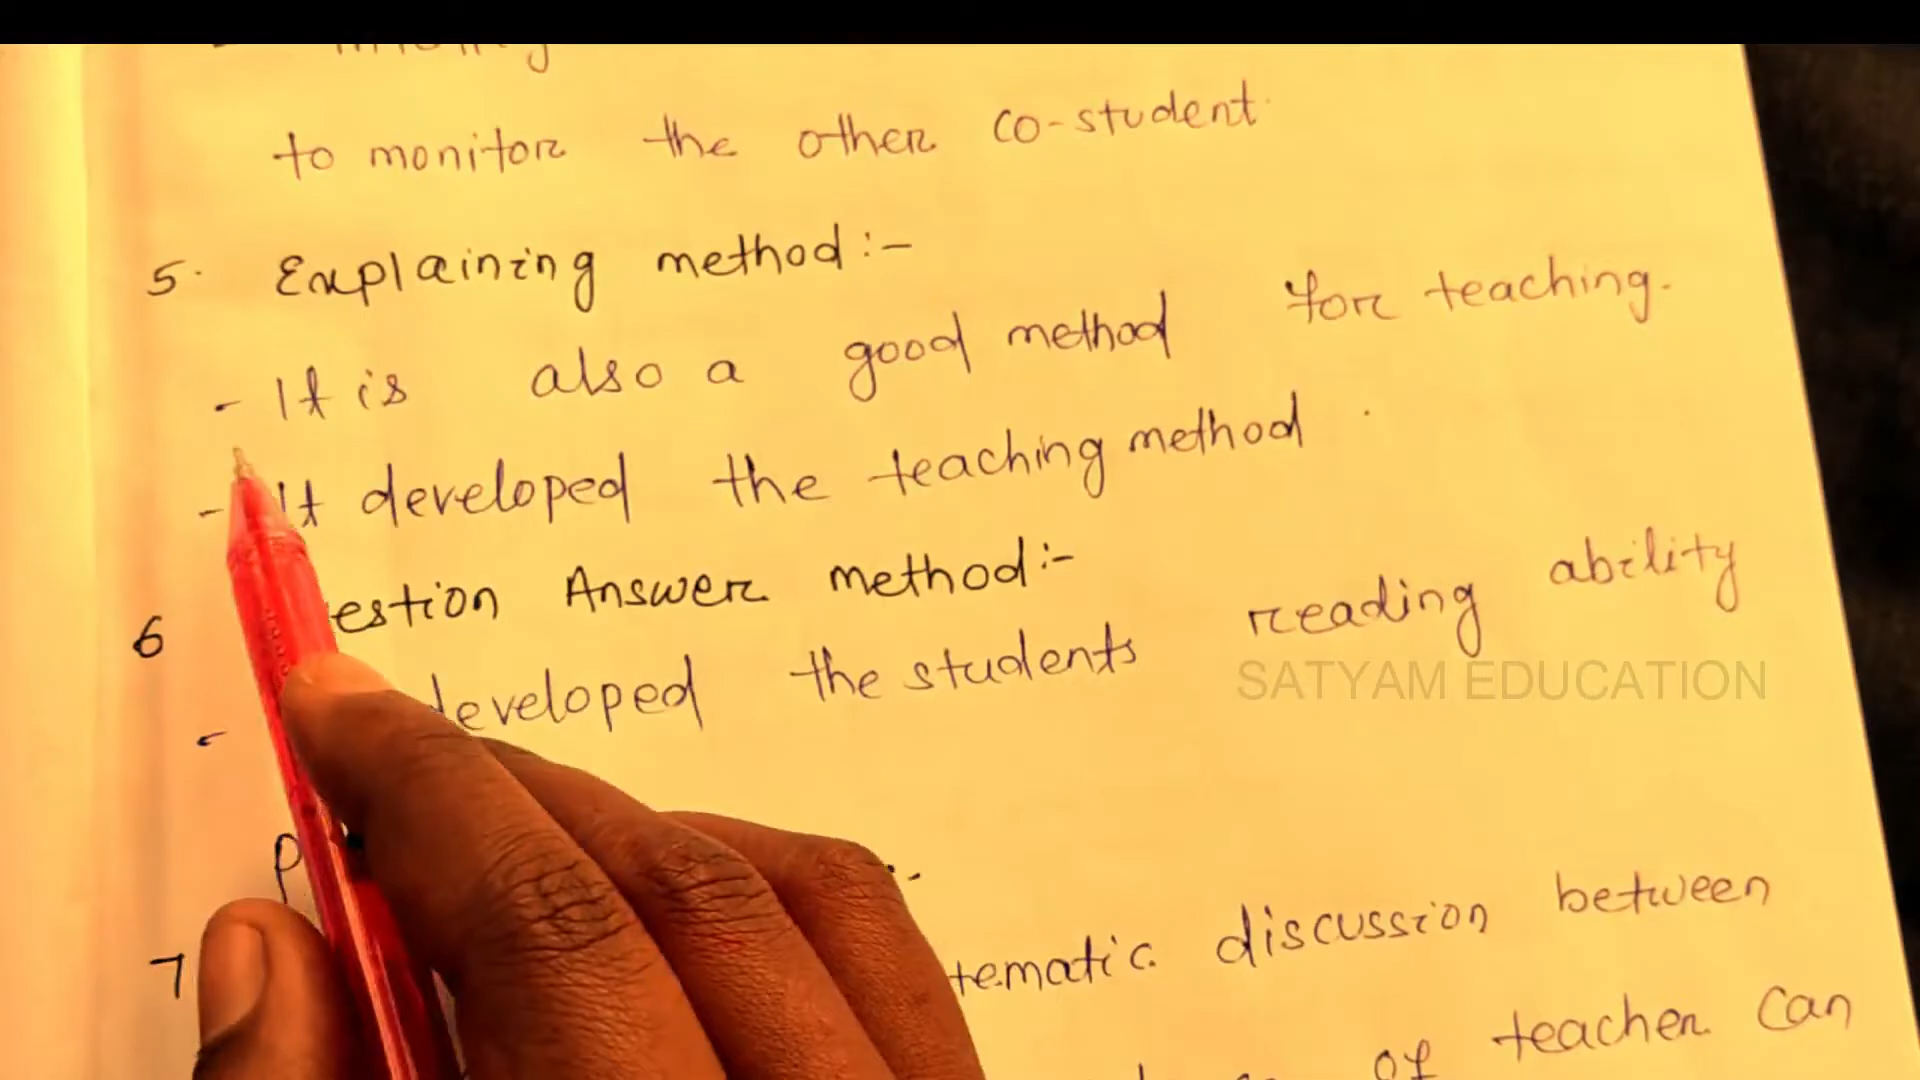 to monitor the other co-student
5. Explaining method:-
- It is also a good method for teaching.
- It developed the teaching method
6 estion Answer method:-
- developed the students reading ability
SATYAM EDUCATION
7
tematic discussion between
of teacher can